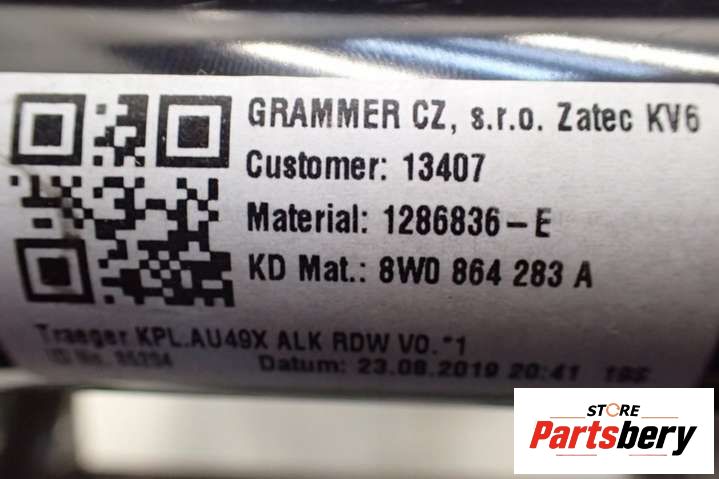 GRAMMER CZ, s.r.o. Zatec KV6
Customer: 13407
Material: 1286836-E
KD Mat.: 8W0 864 283 A
Traeger KPL.AU49X ALK RDW VO.*1
Datum: 23.08.2019 20:41
STORE
Partsbery